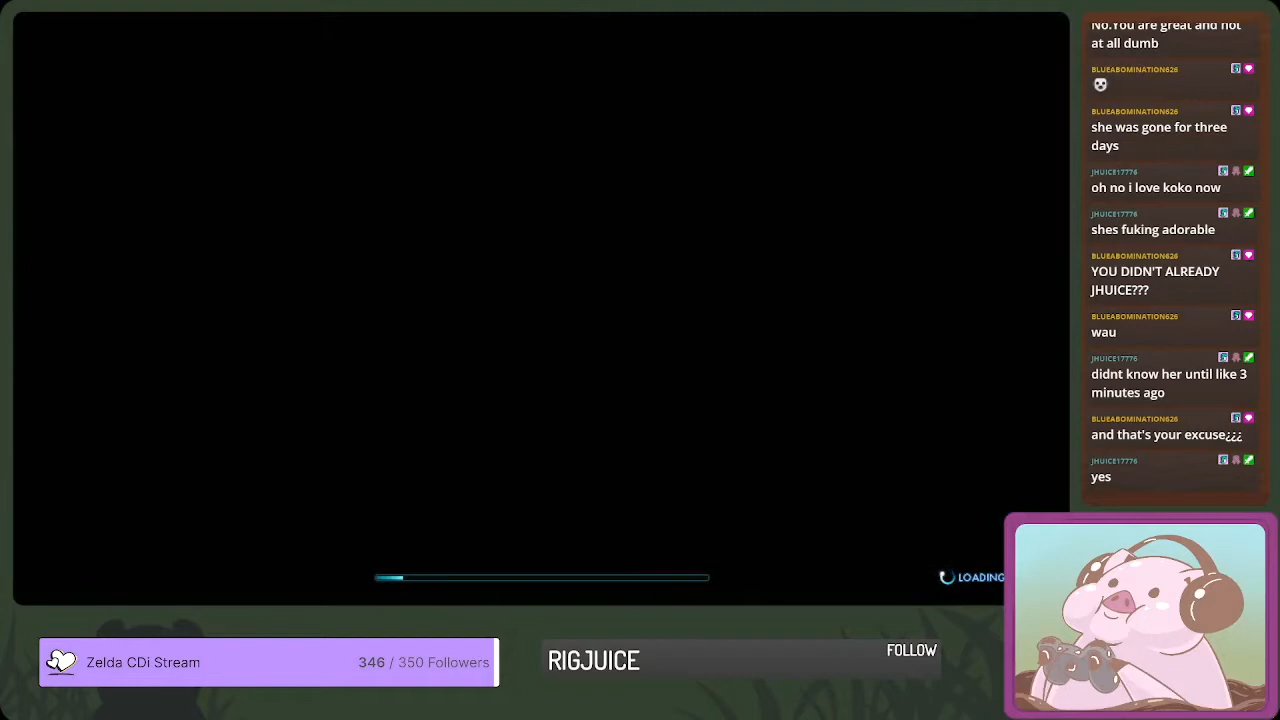 No.You are great and not
at all dumb
BLUEABOMINATION626
she was gone for three
days
BLUEABOMINATION626
JHUICE17776
oh no i love koko now
JHUICE17776
shes fuking adorable
BLUEABOMINATION626
YOU DIDN'T ALREADY
JHUICE???
BLUEABOMINATION626
wau
JHUICE17776
didnt know her until like 3
minutes ago
BLUEABOMINATION626
and that's your excuse¿¿¿
JHUICE17776
yes
LOADING
Zelda CDi Stream
346 / 350 Followers
RIGJUICE
FOLLOW